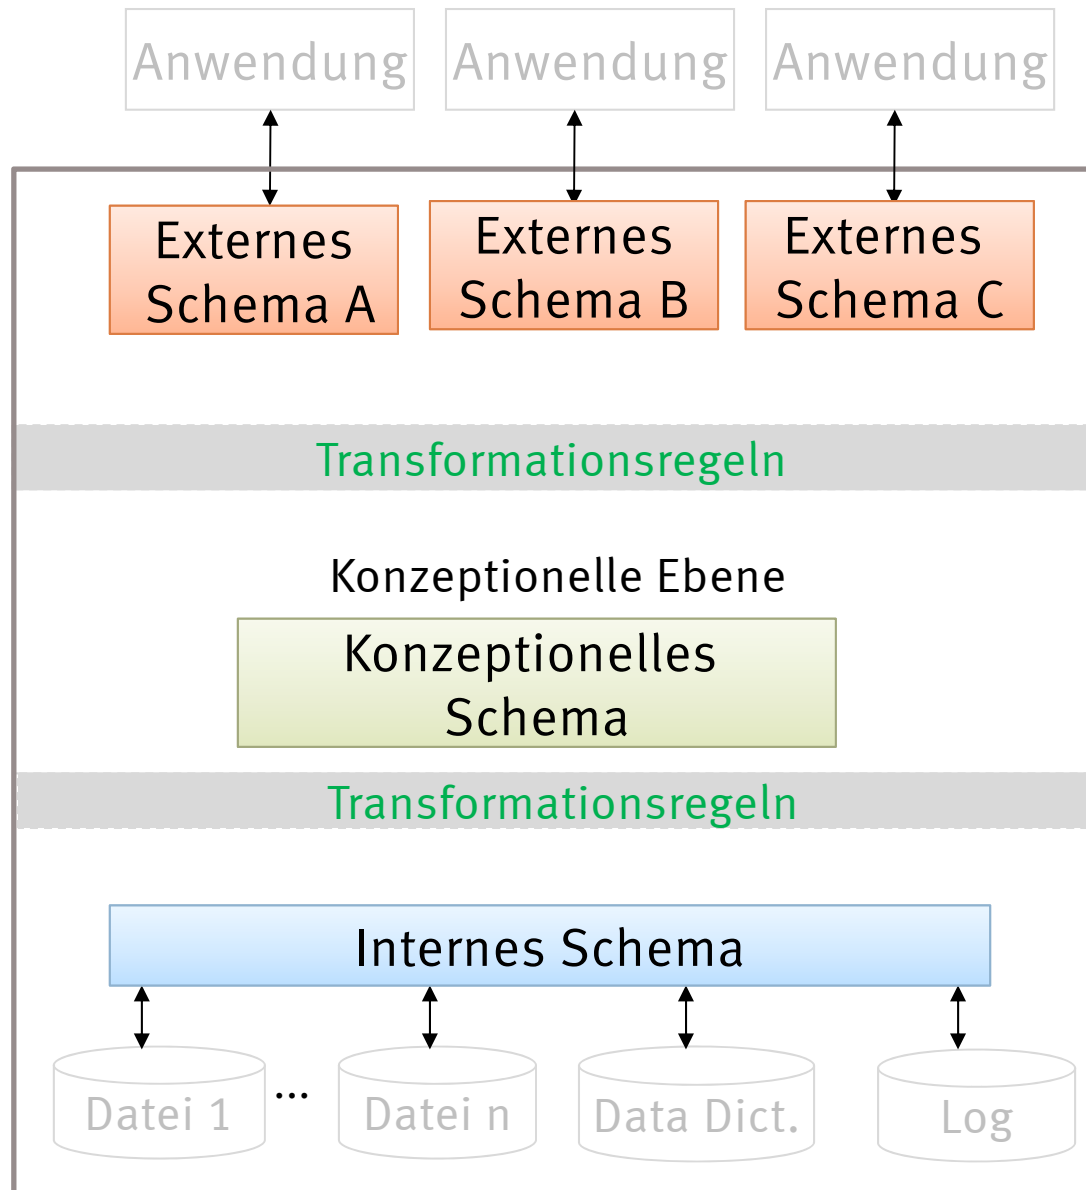 Anwendung Anwendung Anwendung
Externes Externes Externes
Schema A Schema B Schema C
Transformationsregeln
Konzeptionelle Ebene
Konzeptionelles
Schema
Transformationsregeln
Internes Schema
Datei 1 ... Datei n Data Dict. Log